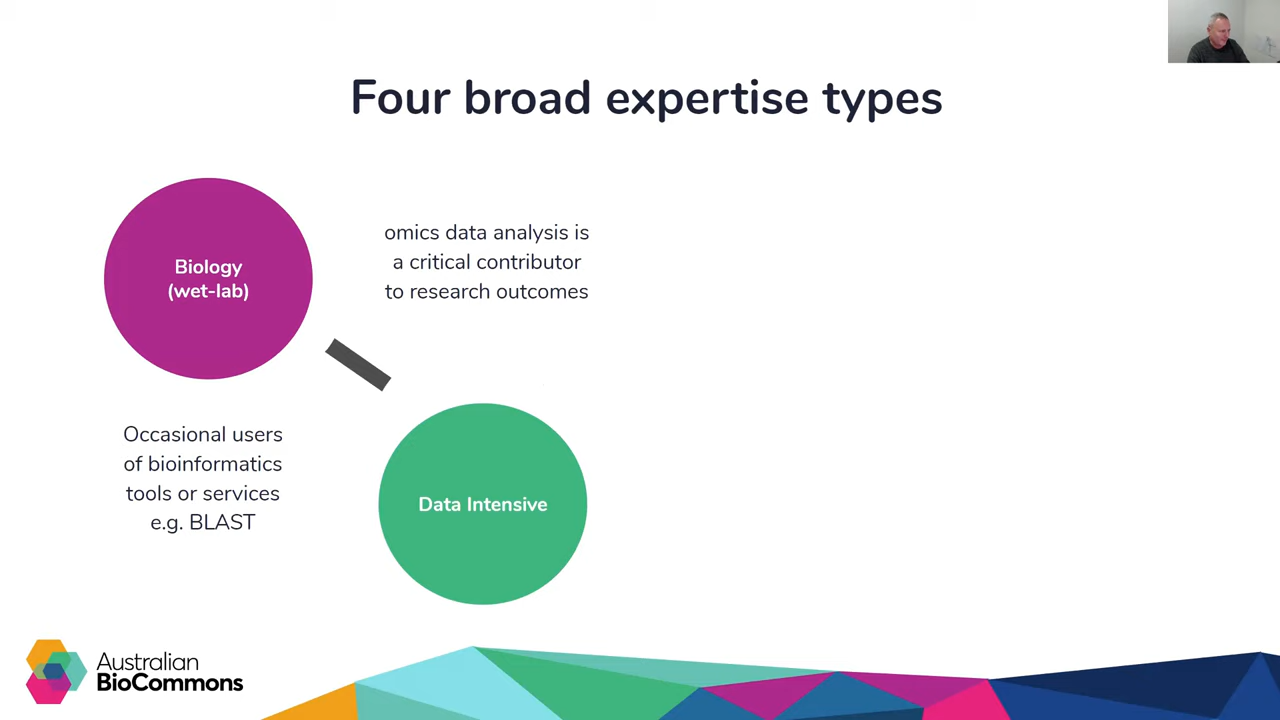 Four broad expertise types
Biology
(wet-lab)
omics data analysis is
a critical contributor
to research outcomes
Occasional users
of bioinformatics
tools or services
e.g. BLAST
Data Intensive
Australian
BioCommons